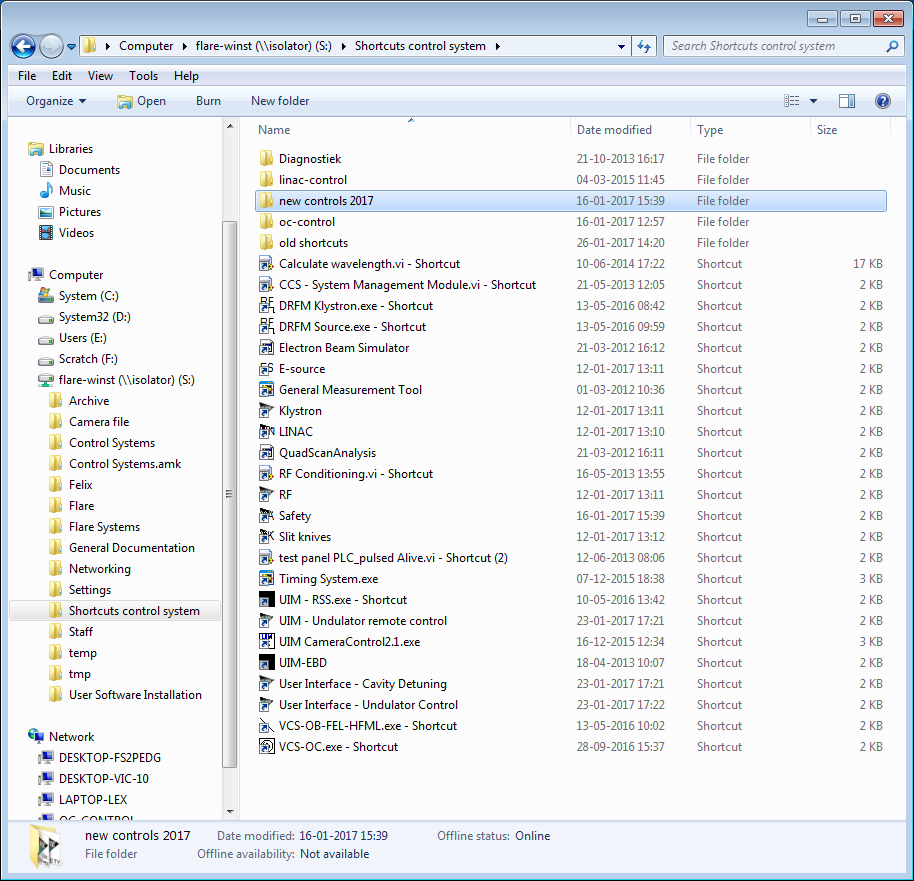 Computer flare-winst (\\isolator) (S:) Shortcuts control system
Search Shortcuts control system
File Edit View Tools Help
Organize Open Burn New folder
Name Date modified Type Size
Libraries
Documents
Music
Pictures
Videos
Computer
System (C:)
System32 (D:)
Users (E:)
Scratch (F:)
flare-winst (\\isolator) (S:)
Archive
Camera file
Control Systems
Control Systems.amk
Felix
Flare
Flare Systems
General Documentation
Networking
Settings
Shortcuts control system
Staff
temp
tmp
User Software Installation
Network
DESKTOP-FS2PEDG
DESKTOP-VIC-10
LAPTOP-LEX
OC-CONTROL
Diagnostiek 21-10-2013 16:17 File folder
linac-control 04-03-2015 11:45 File folder
new controls 2017 16-01-2017 15:39 File folder
oc-control 16-01-2017 12:57 File folder
old shortcuts 26-01-2017 14:20 File folder
Calculate wavelength.vi - Shortcut 10-06-2014 17:22 Shortcut 17 KB
CCS - System Management Module.vi - Shortcut 21-05-2013 12:05 Shortcut 2 KB
DRFM Klystron.exe - Shortcut 13-05-2016 08:42 Shortcut 2 KB
DRFM Source.exe - Shortcut 13-05-2016 09:59 Shortcut 2 KB
Electron Beam Simulator 21-03-2012 16:12 Shortcut 2 KB
E-source 12-01-2017 13:11 Shortcut 2 KB
General Measurement Tool 01-03-2012 10:36 Shortcut 2 KB
Klystron 12-01-2017 13:11 Shortcut 2 KB
LINAC 12-01-2017 13:10 Shortcut 2 KB
QuadScanAnalysis 21-03-2012 16:11 Shortcut 2 KB
RF Conditioning.vi - Shortcut 16-05-2013 13:55 Shortcut 2 KB
RF 12-01-2017 13:11 Shortcut 2 KB
Safety 16-01-2017 15:39 Shortcut 2 KB
Slit knives 12-01-2017 13:12 Shortcut 2 KB
test panel PLC_pulsed Alive.vi - Shortcut (2) 12-06-2013 08:06 Shortcut 2 KB
Timing System.exe 07-12-2015 18:38 Shortcut 3 KB
UIM - RSS.exe - Shortcut 10-05-2016 13:42 Shortcut 2 KB
UIM - Undulator remote control 23-01-2017 17:21 Shortcut 2 KB
UIM CameraControl2.1.exe 16-12-2015 12:34 Shortcut 3 KB
UIM-EBD 18-04-2013 10:07 Shortcut 2 KB
User Interface - Cavity Detuning 23-01-2017 17:21 Shortcut 2 KB
User Interface - Undulator Control 23-01-2017 17:22 Shortcut 2 KB
VCS-OB-FEL-HFML.exe - Shortcut 13-05-2016 10:02 Shortcut 2 KB
VCS-OC.exe - Shortcut 28-09-2016 15:37 Shortcut 2 KB
new controls 2017 Date modified: 16-01-2017 15:39 Offline status: Online
File folder Offline availability: Not available